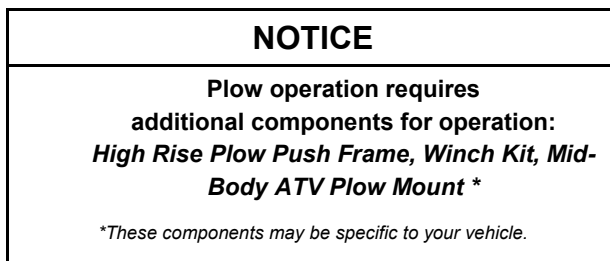 NOTICE
Plow operation requires
additional components for operation:
High Rise Plow Push Frame, Winch Kit, Mid-
Body ATV Plow Mount *
*These components may be specific to your vehicle.